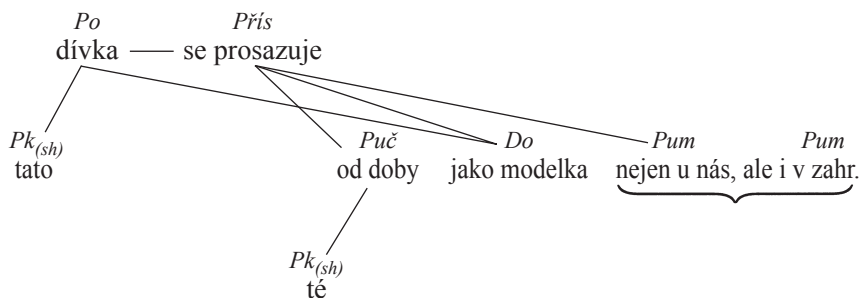 Po Přís
dívka se prosazuje
Pk(sh) Puč Do Pum Pum
tato od doby jako modelka nejen u nás, ale i v zahr.
Pk(sh)
té